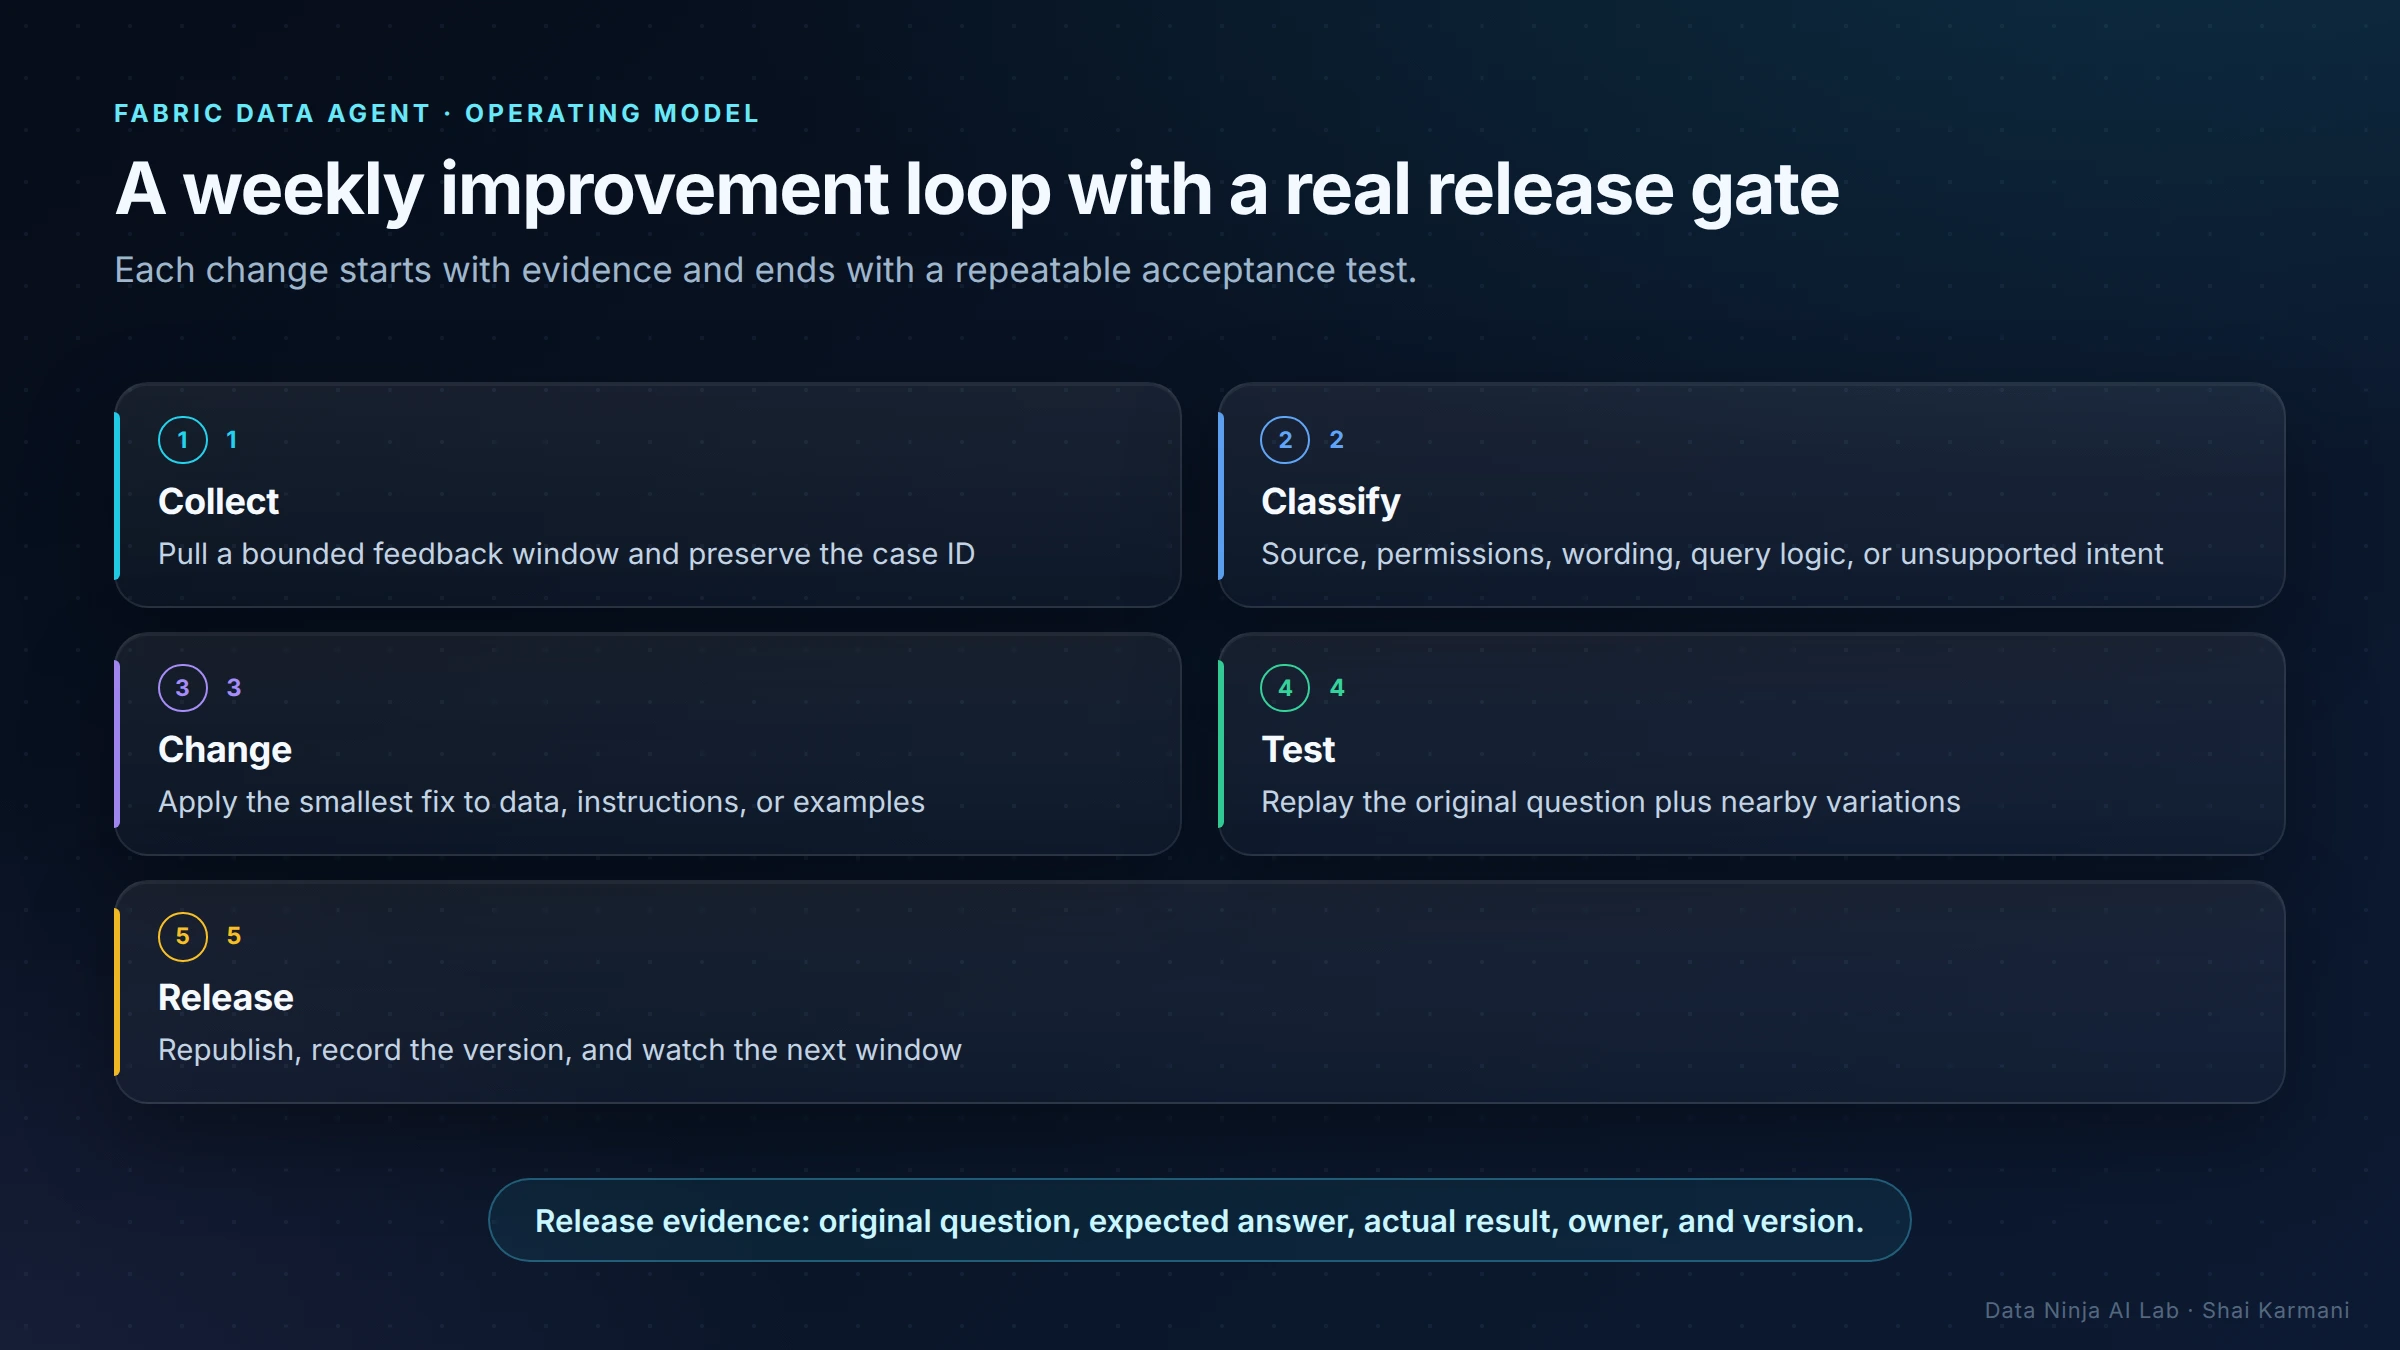 FABRIC DATA AGENT · OPERATING MODEL
A weekly improvement loop with a real release gate
Each change starts with evidence and ends with a repeatable acceptance test.
1 1
Collect
Pull a bounded feedback window and preserve the case ID
2 2
Classify
Source, permissions, wording, query logic, or unsupported intent
3 3
Change
Apply the smallest fix to data, instructions, or examples
4 4
Test
Replay the original question plus nearby variations
5 5
Release
Republish, record the version, and watch the next window
Release evidence: original question, expected answer, actual result, owner, and version.
Data Ninja AI Lab · Shai Karmani